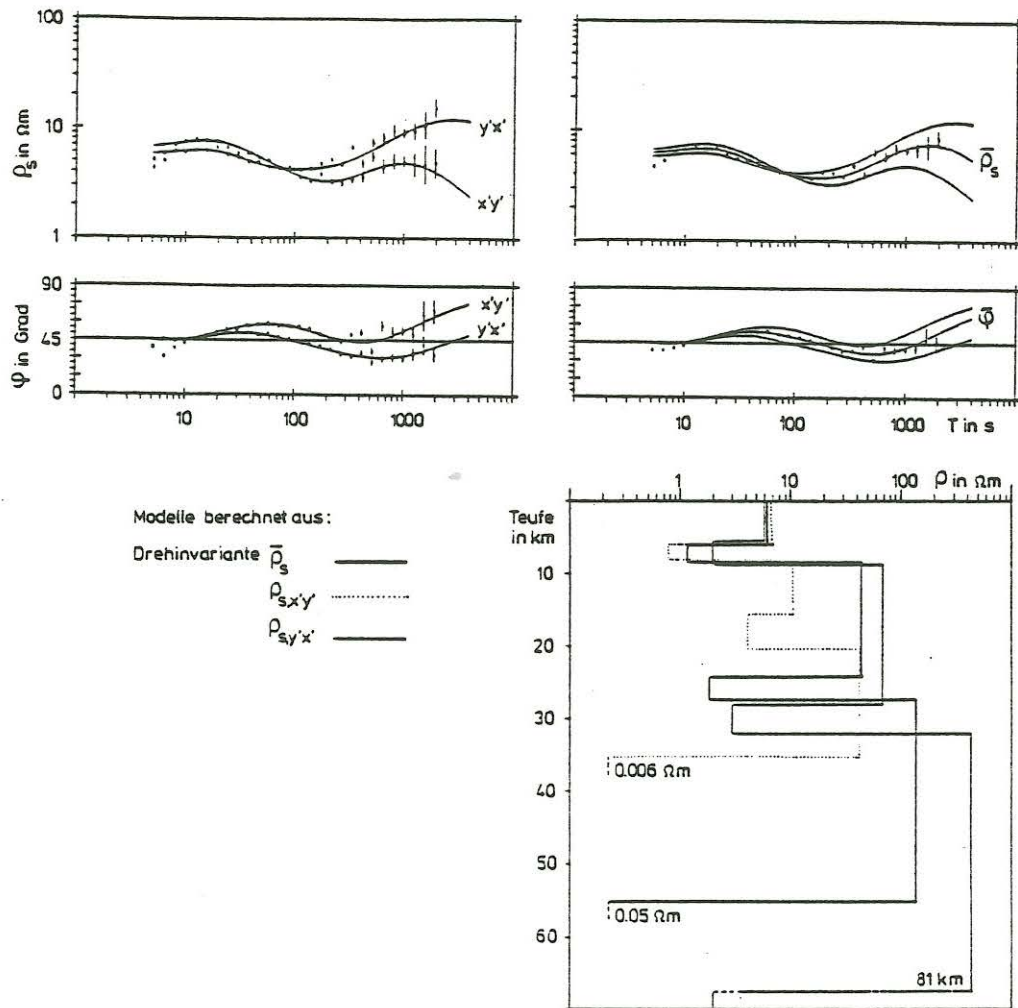 100
10
1
ρs in Ωm
y'x'
x'y'
ρ̄s
90
45
0
φ in Grad
x'y'
y'x'
φ̄
10 100 1000
10 100 1000 T in s
Modelle berechnet aus:
Drehinvariante ρ̄s
ρs,x'y'
ρs,y'x'
1 10 100 ρ in Ωm
Teufe
in km
10
20
30
40
50
60
0.006 Ωm
0.05 Ωm
81 km